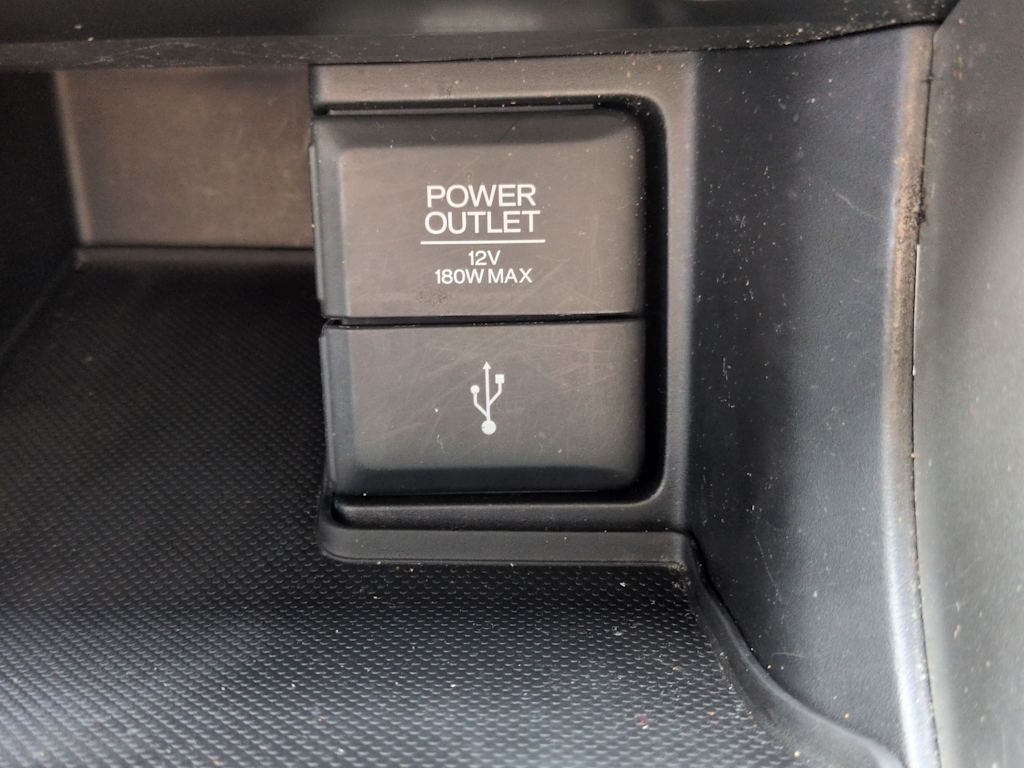 POWER
OUTLET
12V
180W MAX